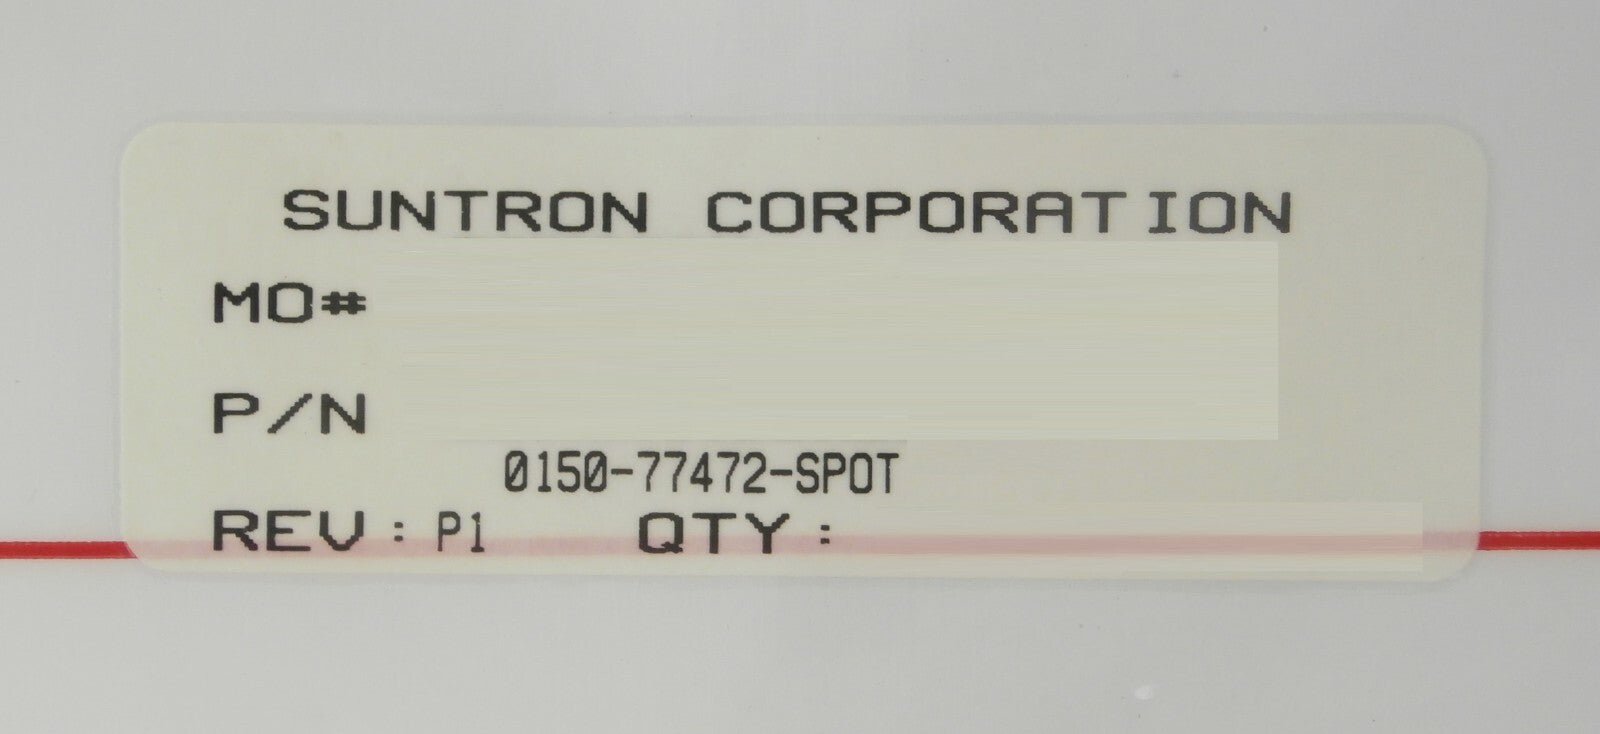 SUNTRON CORPORATION
MO#
P/N
0150-77472-SPOT
REV: P1 QTY: